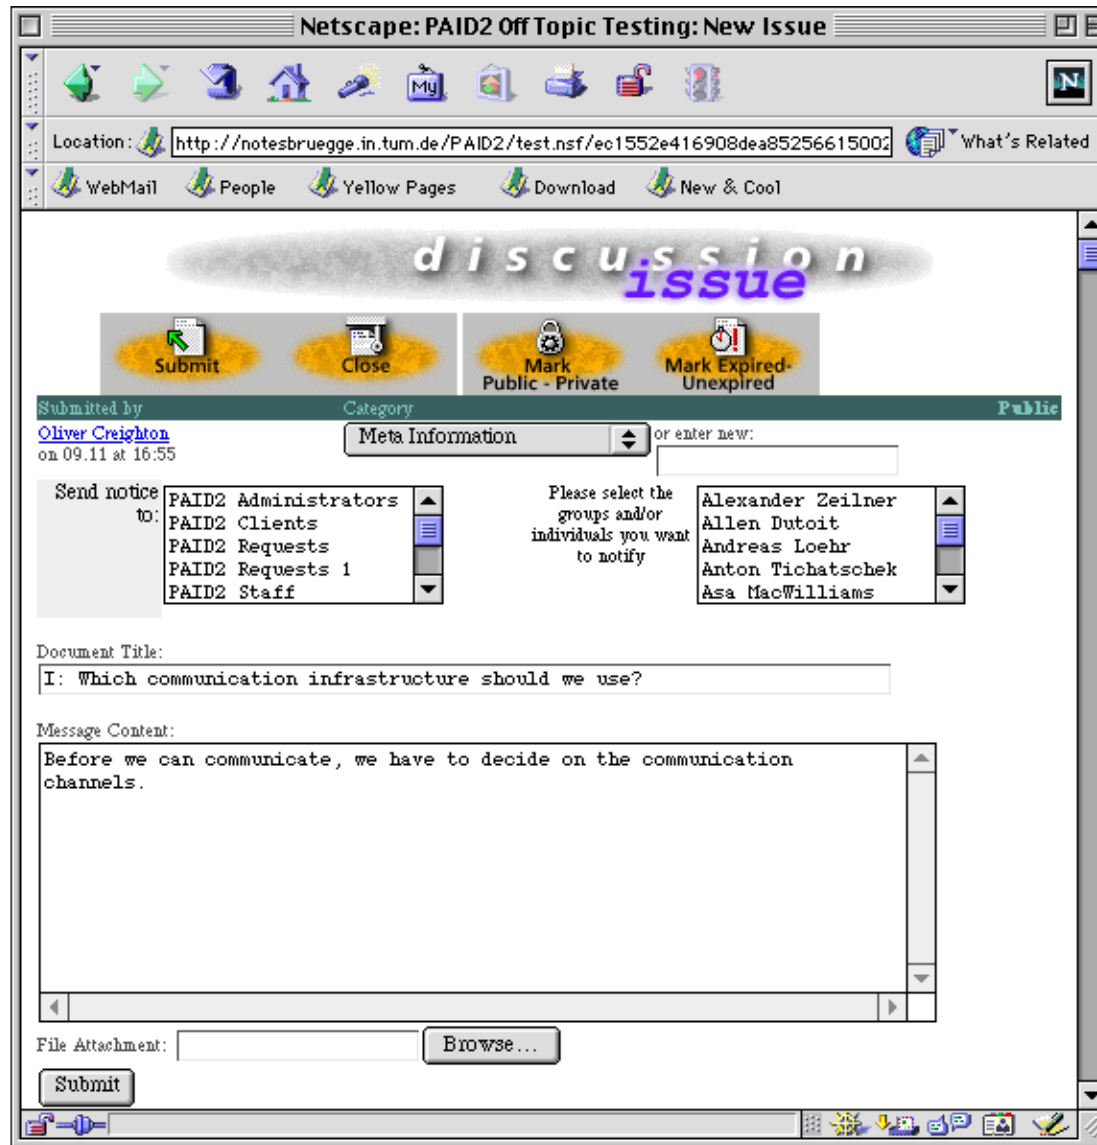 Netscape: PAID2 Off Topic Testing: New Issue
My
N
Location: http://notesbruegge.in.tum.de/PAID2/test.nsf/ec1552e416908dea85256615002 What's Related
WebMail People Yellow Pages Download New & Cool
discussion
issue
Submit Close Mark Public - Private Mark Expired-Unexpired
Submitted by Category Public
Oliver Creighton Meta Information or enter new:
on 09.11 at 16:55
Send notice to:
PAID2 Administrators
PAID2 Clients
PAID2 Requests
PAID2 Requests 1
PAID2 Staff
Please select the
groups and/or
individuals you want
to notify
Alexander Zeilner
Allen Dutoit
Andreas Loehr
Anton Tichatschek
Asa MacWilliams
Document Title:
I: Which communication infrastructure should we use?
Message Content:
Before we can communicate, we have to decide on the communication
channels.
File Attachment: Browse...
Submit